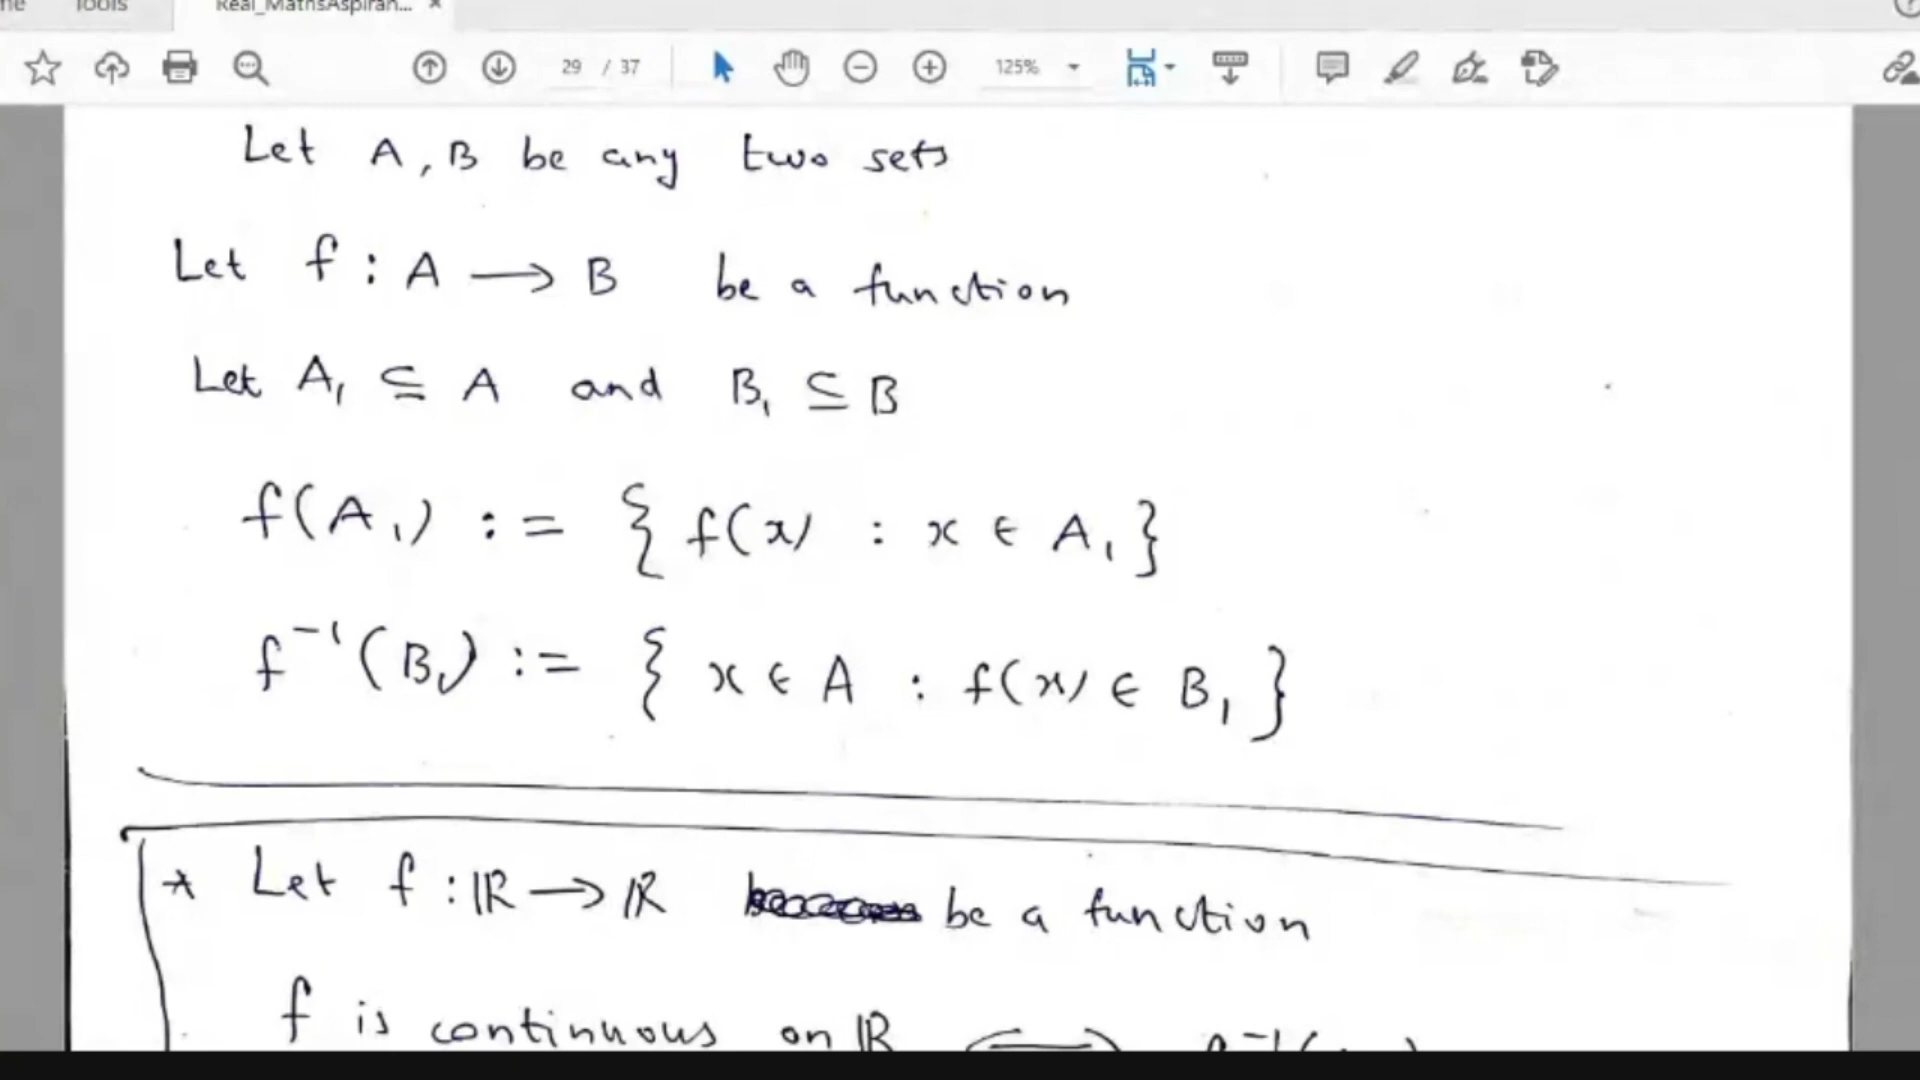 Tools
Real_MathsAspiran... ×
29 / 37
125%
Let A, B be any two sets
Let f : A ⟶ B be a function
Let A₁ ⊆ A and B₁ ⊆ B
f(A₁) := { f(x) : x ∈ A₁ }
f⁻¹(B₁) := { x ∈ A : f(x) ∈ B₁ }
* Let f : ℝ ⟶ ℝ be a function
f is continuous on ℝ